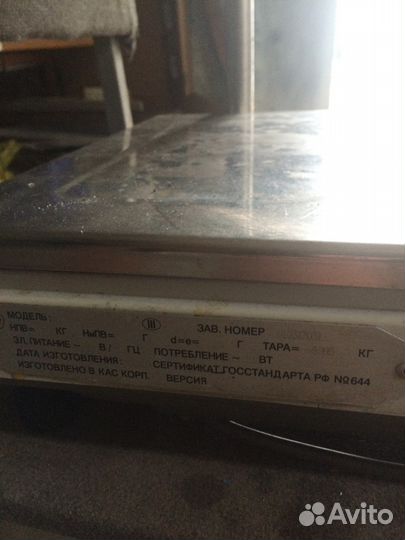 МОДЕЛЬ: (III) ЗАВ. НОМЕР
НПВ= КГ НмПВ= Г d=e= Г ТАРА= КГ
ЭЛ.ПИТАНИЕ ~ В / ГЦ ПОТРЕБЛЕНИЕ ~ ВТ
ДАТА ИЗГОТОВЛЕНИЯ: СЕРТИФИКАТ ГОССТАНДАРТА РФ №644
ИЗГОТОВЛЕНО В КАС КОРП. ВЕРСИЯ
Avito